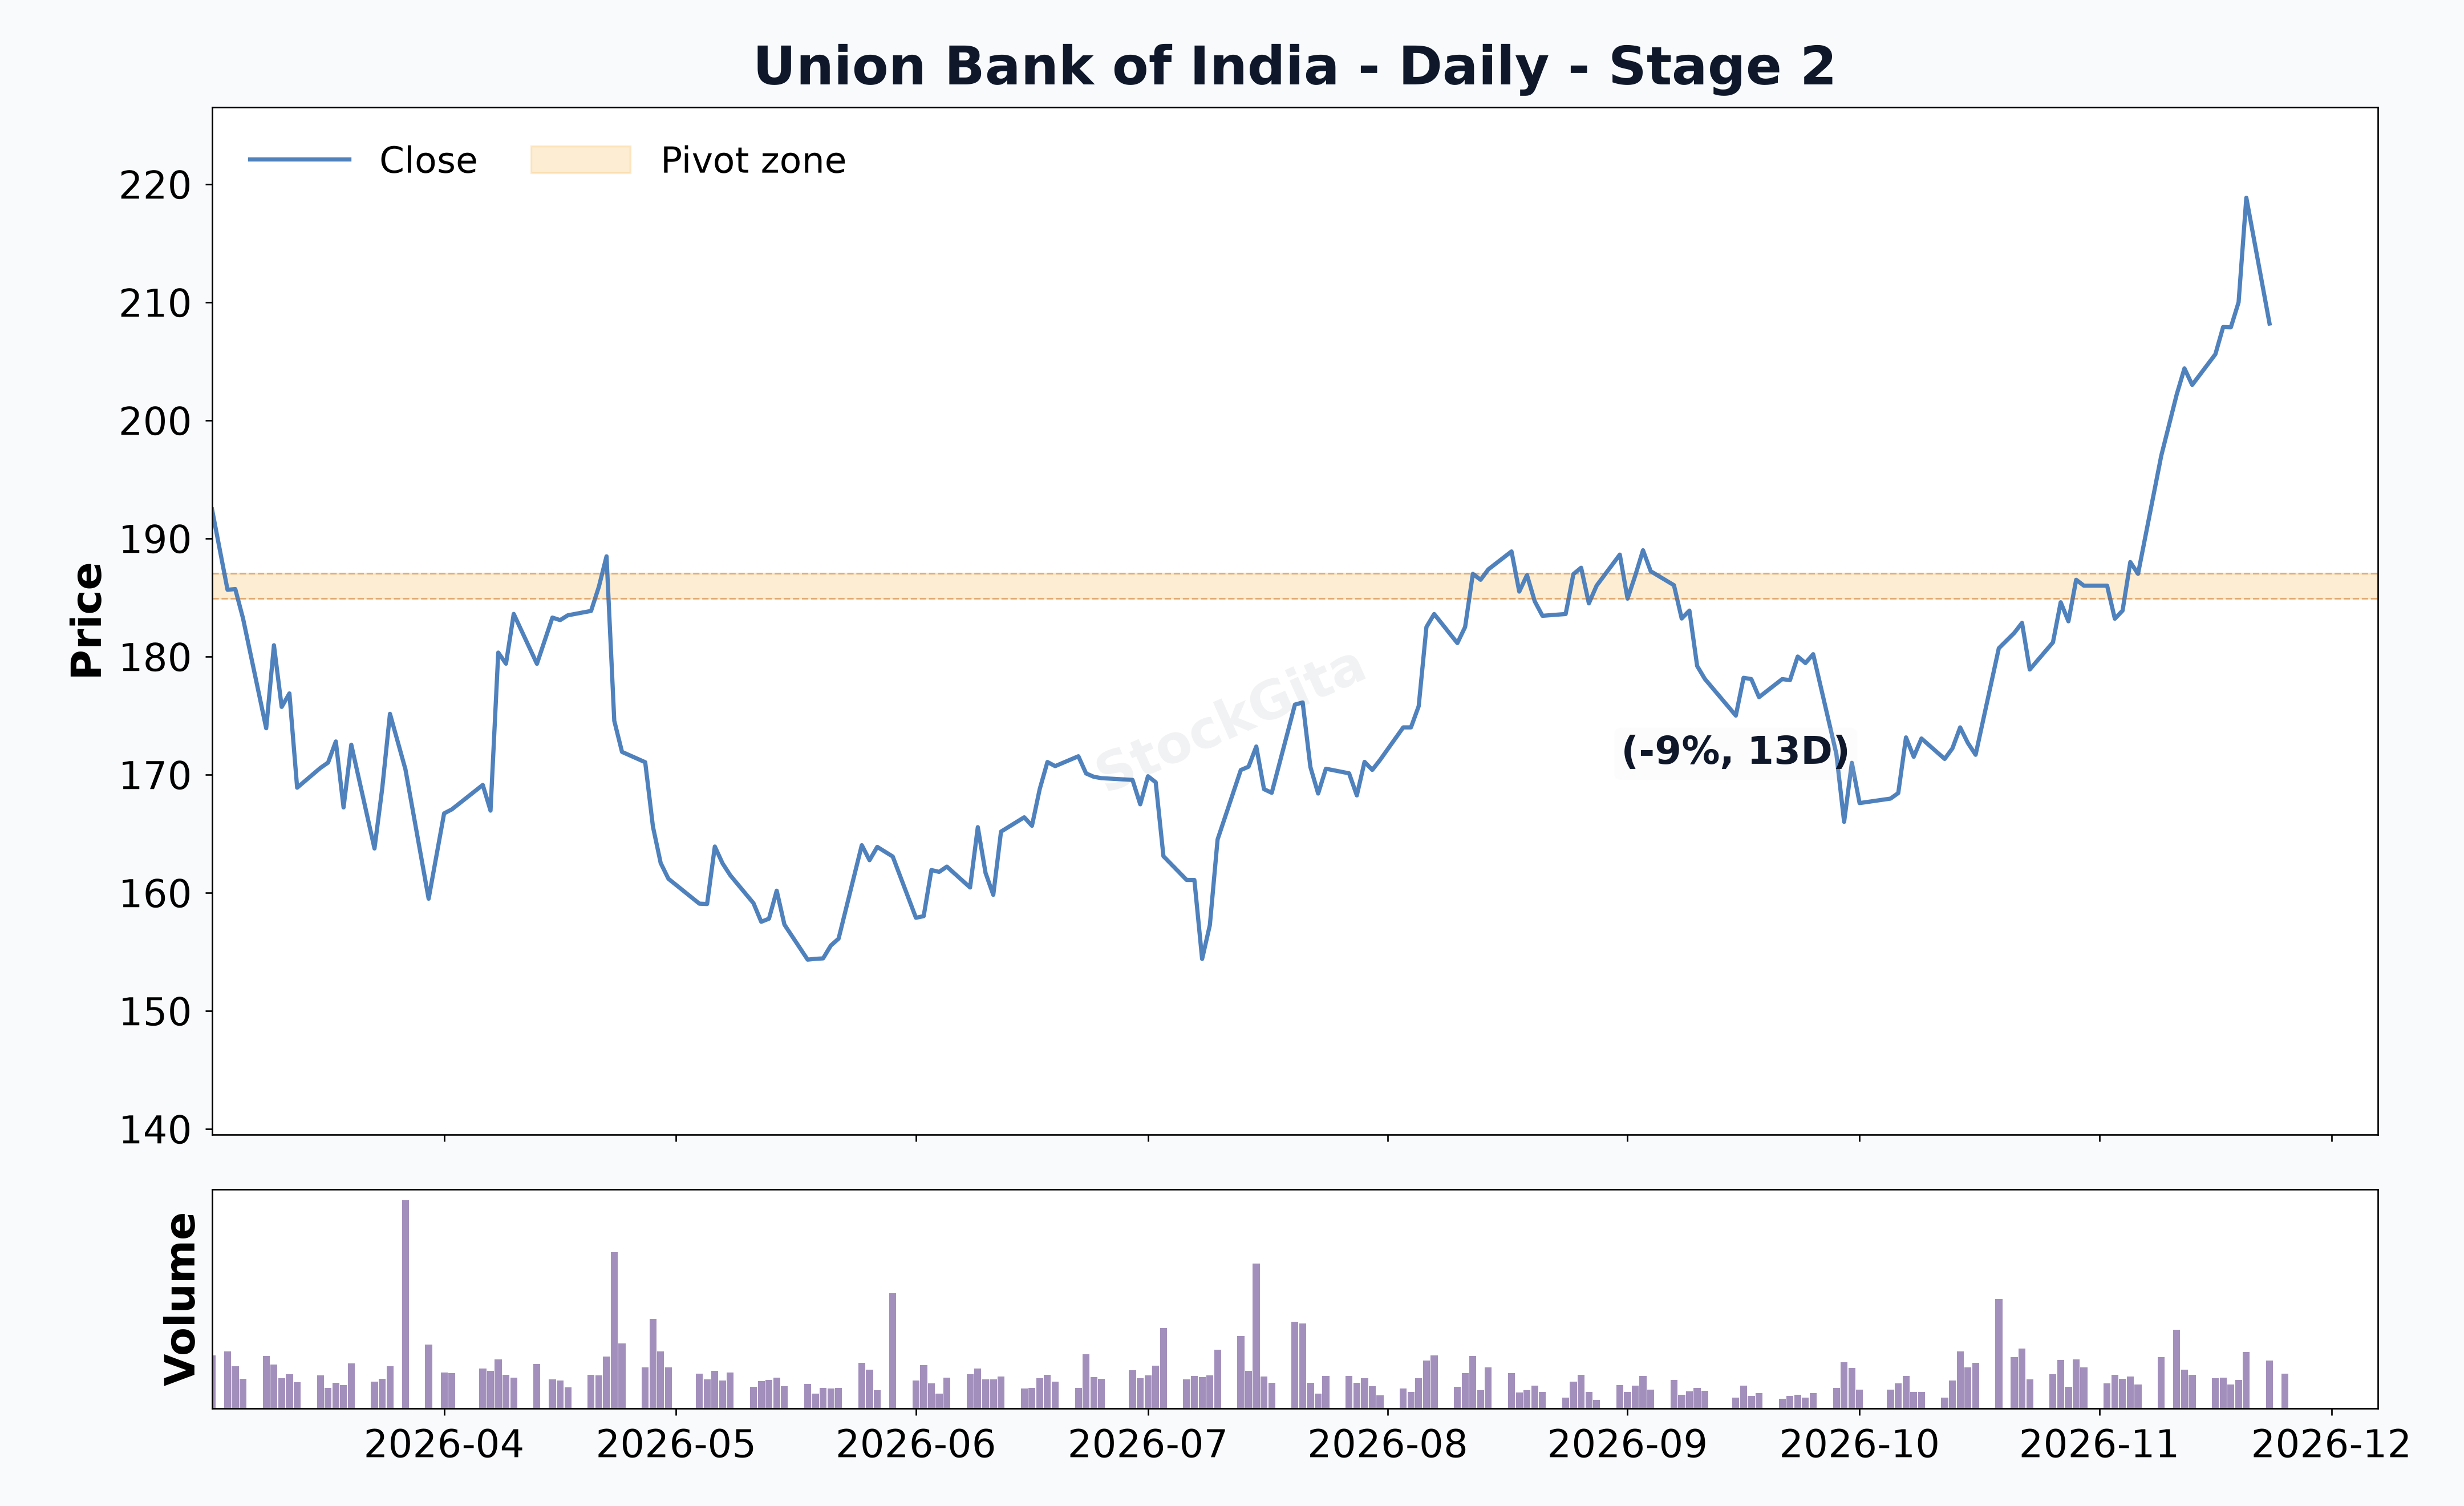 Union Bank of India - Daily - Stage 2
Close
Pivot zone
220
210
200
190
180
170
160
150
140
Price
StockGita
(-9%, 13D)
Volume
2026-04
2026-05
2026-06
2026-07
2026-08
2026-09
2026-10
2026-11
2026-12